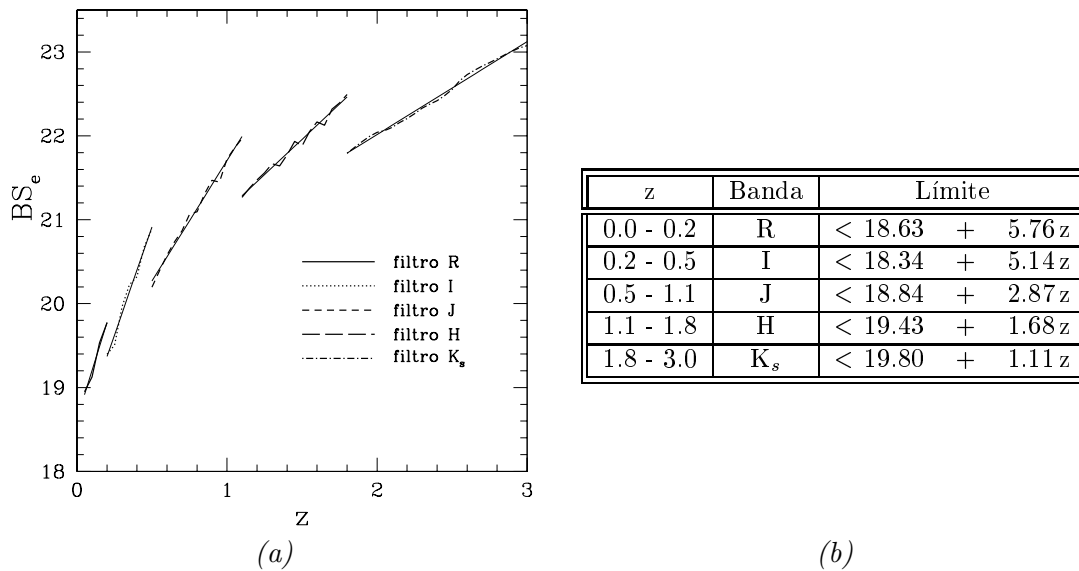 23
22
21
20
19
18
BS_e
filtro R
filtro I
filtro J
filtro H
filtro K_s
0 1 2 3
z
(a)
z Banda Límite
0.0 - 0.2 R < 18.63 + 5.76 z
0.2 - 0.5 I < 18.34 + 5.14 z
0.5 - 1.1 J < 18.84 + 2.87 z
1.1 - 1.8 H < 19.43 + 1.68 z
1.8 - 3.0 K_s < 19.80 + 1.11 z
(b)